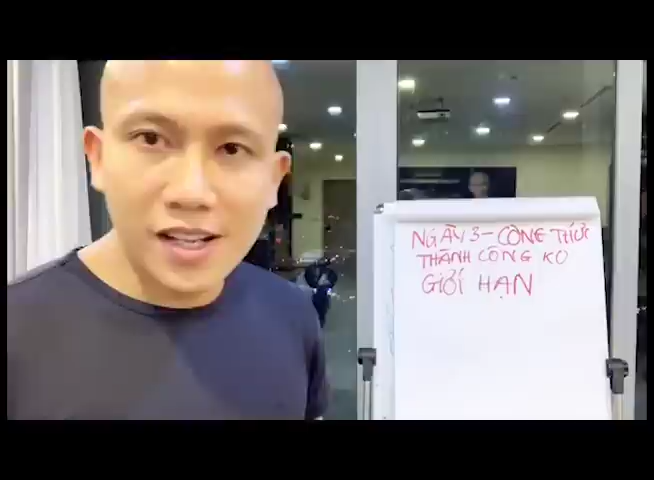 NGÀY 3 - CÔNG THỨC
THÀNH CÔNG KO
GIỚI HẠN